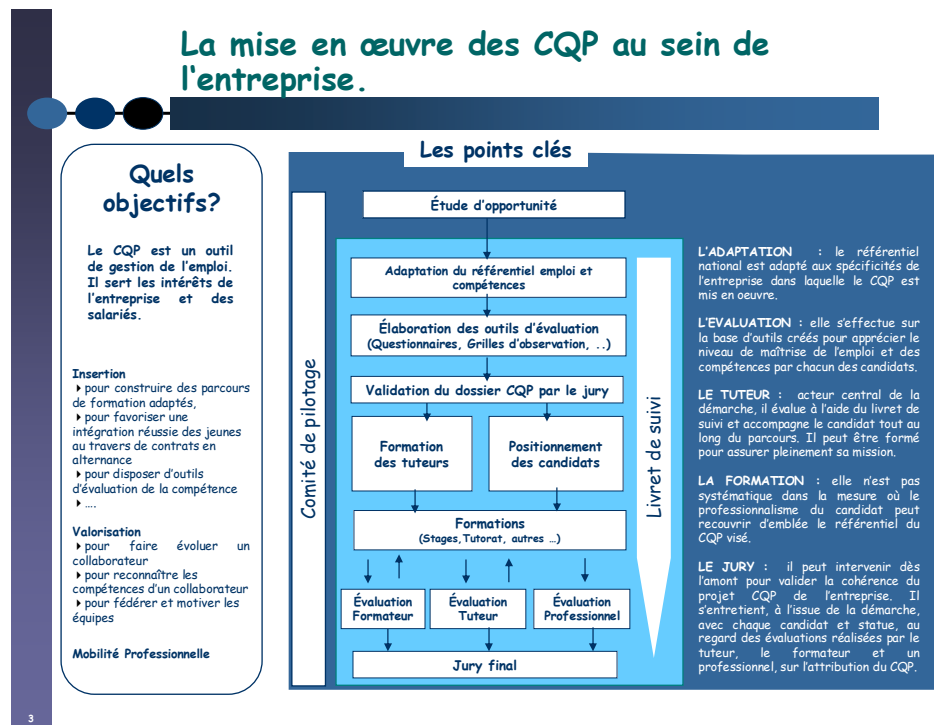 La mise en œuvre des CQP au sein de
l'entreprise.
Quels
objectifs?
Le CQP est un outil
de gestion de l'emploi.
Il sert les intérêts de
l'entreprise et des
salariés.
Insertion
pour construire des parcours
de formation adaptés,
pour favoriser une
intégration réussie des jeunes
au travers de contrats en
alternance
pour disposer d'outils
d'évaluation de la compétence
….
Valorisation
pour faire évoluer un
collaborateur
pour reconnaître les
compétences d'un collaborateur
pour fédérer et motiver les
équipes
Mobilité Professionnelle
Les points clés
Comité de pilotage
Étude d'opportunité
Adaptation du référentiel emploi et
compétences
Élaboration des outils d'évaluation
(Questionnaires, Grilles d'observation, ..)
Validation du dossier CQP par le jury
Formation
des tuteurs
Positionnement
des candidats
Formations
(Stages,Tutorat, autres …)
Évaluation
Formateur
Évaluation
Tuteur
Évaluation
Professionnel
Jury final
Livret de suivi
L'ADAPTATION : le référentiel
national est adapté aux spécificités de
l'entreprise dans laquelle le CQP est
mis en oeuvre.
L'EVALUATION : elle s'effectue sur
la base d'outils créés pour apprécier le
niveau de maîtrise de l'emploi et des
compétences par chacun des candidats.
LE TUTEUR : acteur central de la
démarche, il évalue à l'aide du livret de
suivi et accompagne le candidat tout au
long du parcours. Il peut être formé
pour assurer pleinement sa mission.
LA FORMATION : elle n'est pas
systématique dans la mesure où le
professionnalisme du candidat peut
recouvrir d'emblée le référentiel du
CQP visé.
LE JURY : il peut intervenir dès
l'amont pour valider la cohérence du
projet CQP de l'entreprise. Il
s'entretient, à l'issue de la démarche,
avec chaque candidat et statue, au
regard des évaluations réalisées par le
tuteur, le formateur et un
professionnel, sur l'attribution du CQP.
3